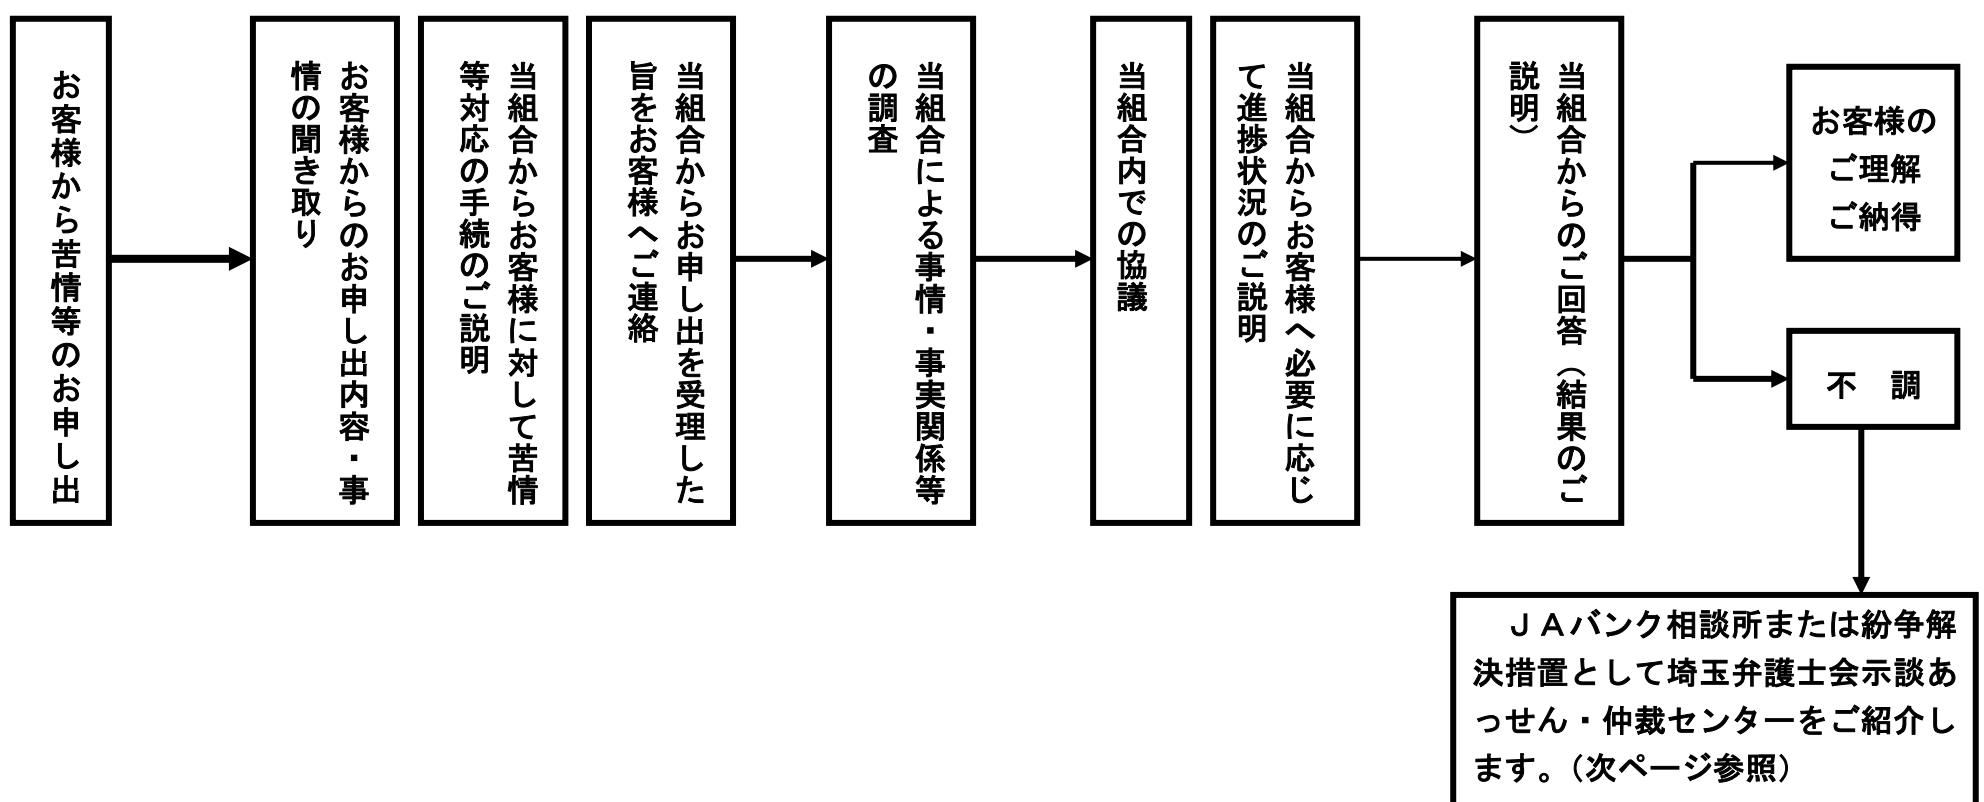 お客様から苦情等のお申し出
お客様からのお申し出内容・事
情の聞き取り
当組合からお客様に対して苦情
等対応の手続のご説明
当組合からお申し出を受理した
旨をお客様へご連絡
当組合による事情・事実関係等
の調査
当組合内での協議
当組合からお客様へ必要に応じ
て進捗状況のご説明
当組合からのご回答（結果のご
説明）
お客様の
ご理解
ご納得
不　調
ＪＡバンク相談所または紛争解
決措置として埼玉弁護士会示談あ
っせん・仲裁センターをご紹介し
ます。（次ページ参照）